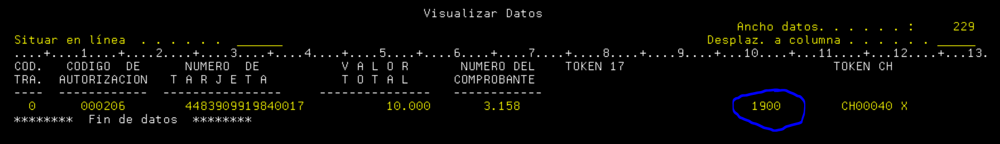 Visualizar Datos
Ancho datos. . . . . . : 229
Situar en línea . . . . . . ______ Desplaz. a columna . . . . . . _____
....+....1....+....2....+....3....+....4....+....5....+....6....+....7....+....8....+....9....+...10....+...11....+...12....+...13.
COD. CODIGO DE NUMERO DE V A L O R NUMERO DEL TOKEN 17 TOKEN CH
TRA. AUTORIZACION T A R J E T A T O T A L COMPROBANTE
---- ------------ ---------------- --------------- ------------
0 000206 4483909919840017 10.000 3.158 1900 CH00040 X
******** Fin de datos ********